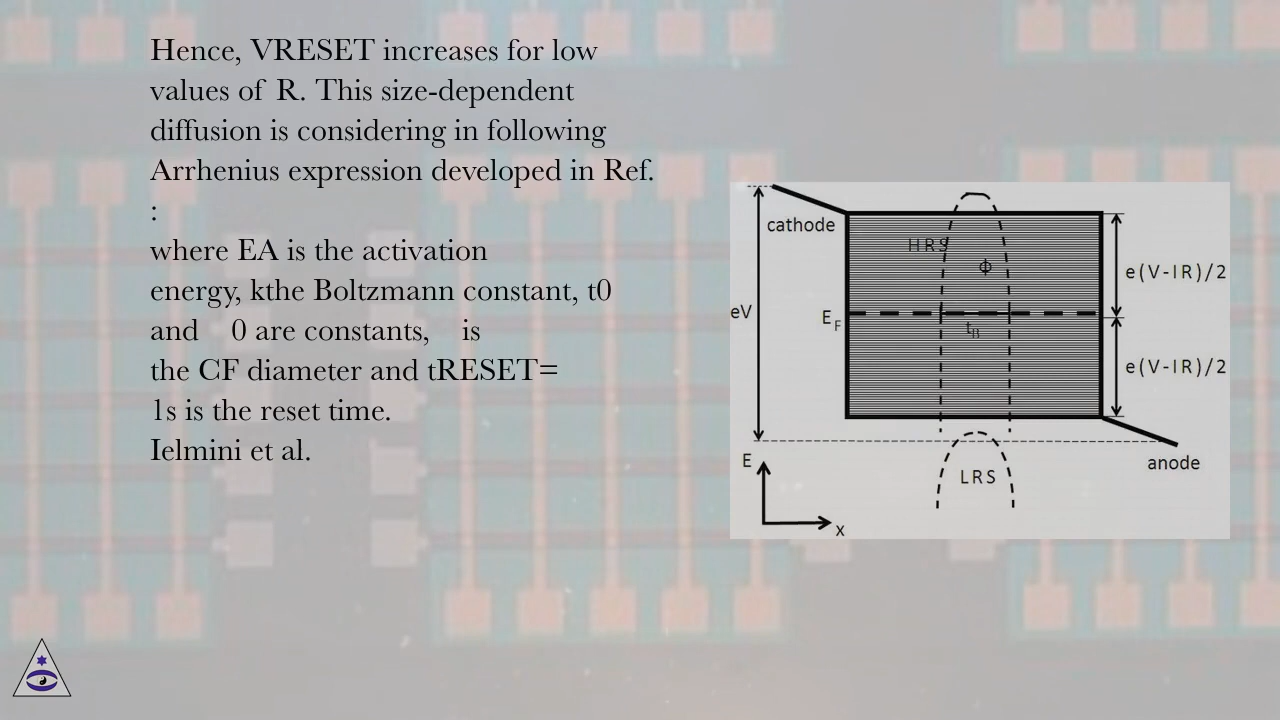 Hence, VRESET increases for low
values of R. This size-dependent
diffusion is considering in following
Arrhenius expression developed in Ref.
:
where EA is the activation
energy, kthe Boltzmann constant, t0
and 0 are constants, is
the CF diameter and tRESET=
1s is the reset time.
Ielmini et al.
cathode
HRS
Φ
e(V-IR)/2
eV
EF
tR
e(V-IR)/2
E
LRS
anode
x